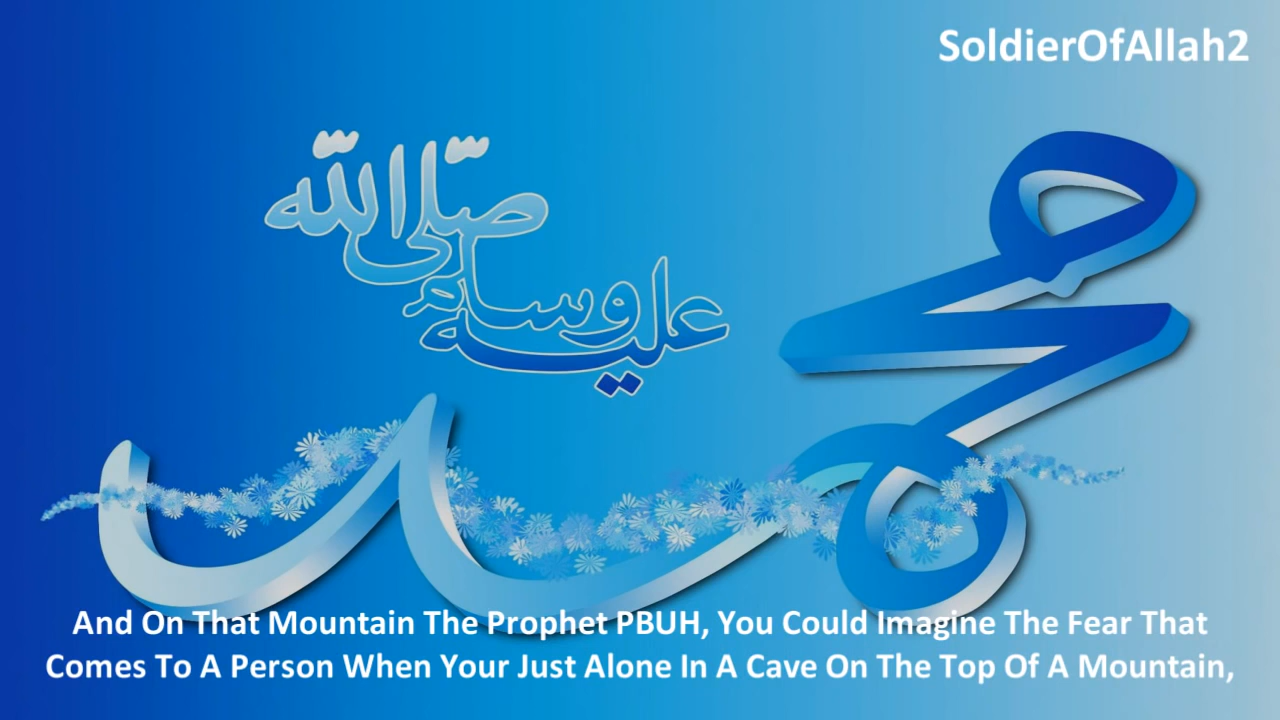 SoldierOfAllah2
صلى الله
عليه وسلم
محمد
And On That Mountain The Prophet PBUH, You Could Imagine The Fear That
Comes To A Person When Your Just Alone In A Cave On The Top Of A Mountain,